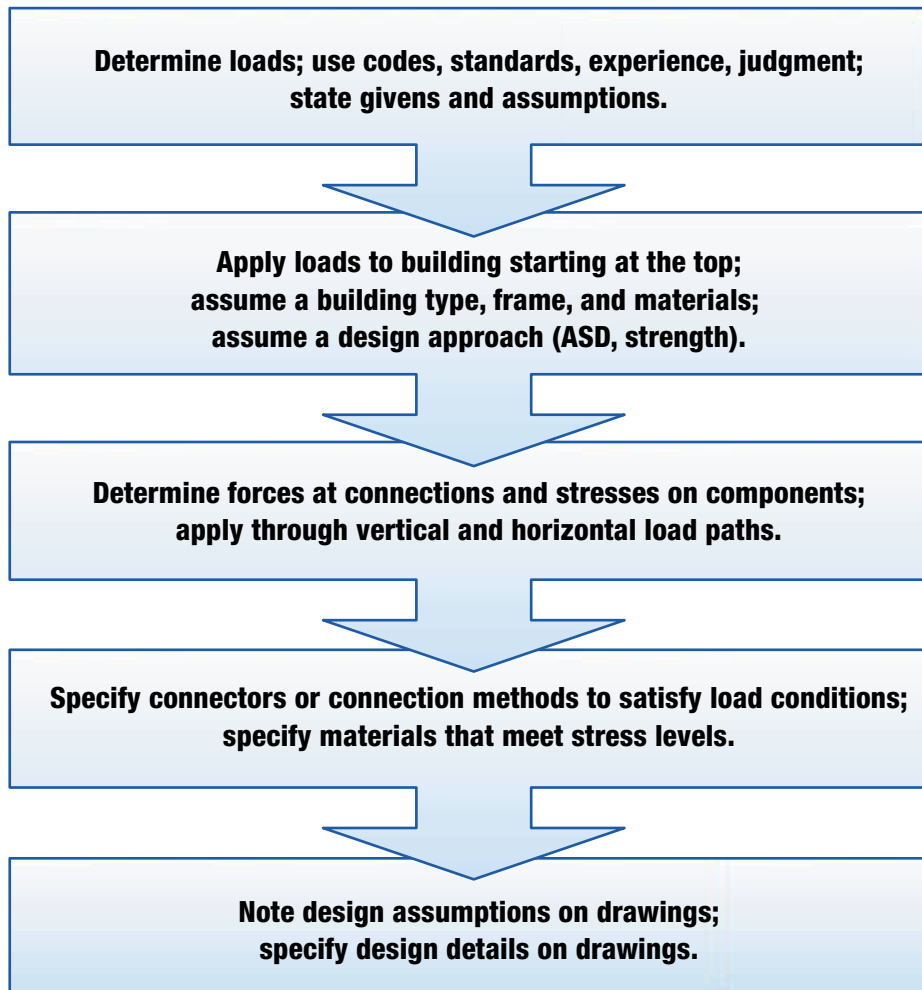 Determine loads; use codes, standards, experience, judgment;
state givens and assumptions.
Apply loads to building starting at the top;
assume a building type, frame, and materials;
assume a design approach (ASD, strength).
Determine forces at connections and stresses on components;
apply through vertical and horizontal load paths.
Specify connectors or connection methods to satisfy load conditions;
specify materials that meet stress levels.
Note design assumptions on drawings;
specify design details on drawings.